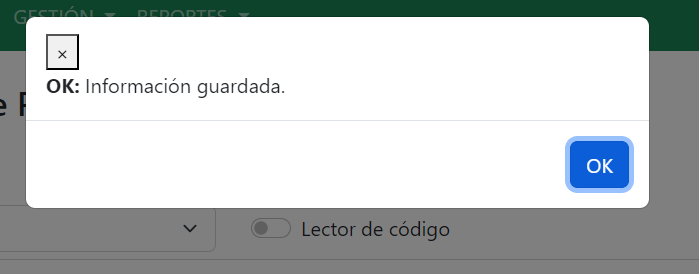 GESTIÓN REPORTES
×
OK: Información guardada.
OK
Lector de código